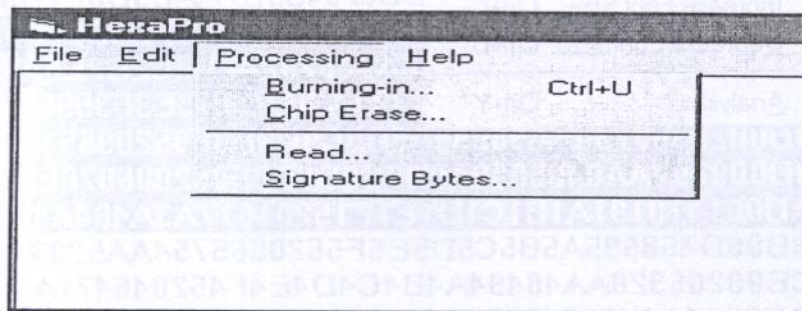 HexaPro
File Edit Processing Help
Burning-in... Ctrl+U
Chip Erase...
Read...
Signature Bytes...